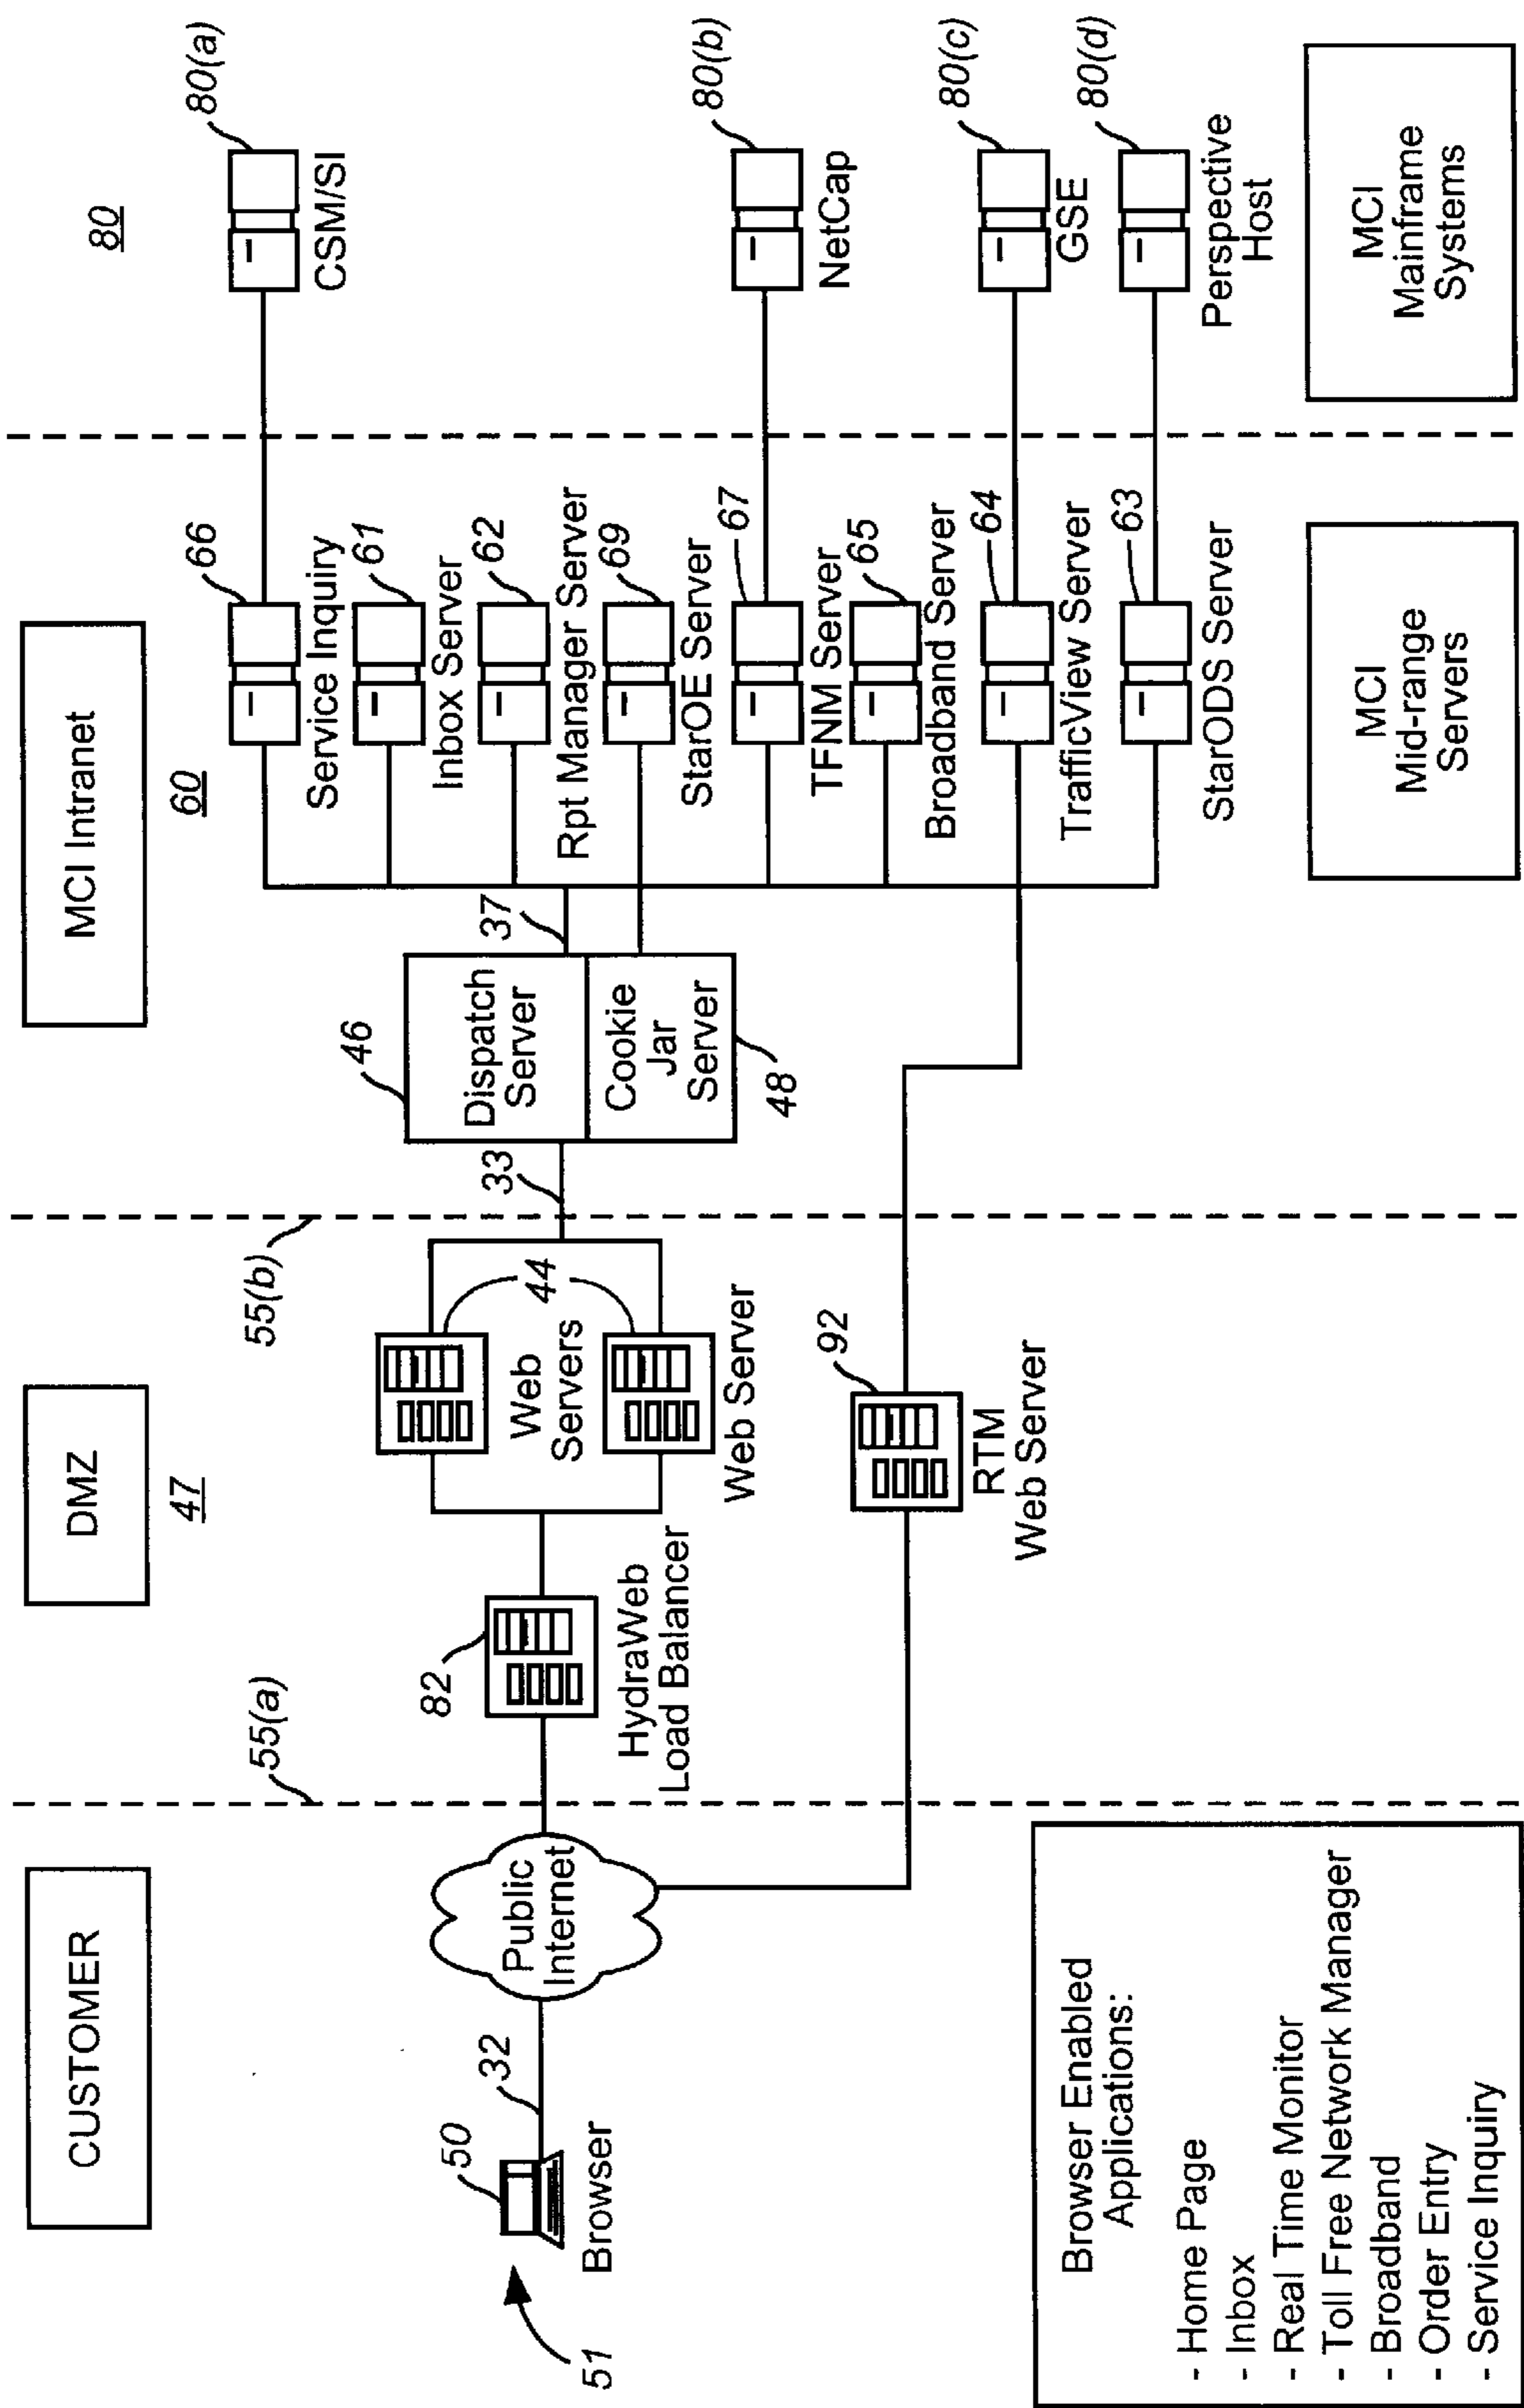 CUSTOMER
DMZ
47
MCI Intranet
60
80
51
50
Browser
32
Public
Internet
55(a)
82
HydraWeb
Load Balancer
44
Web
Servers
Web Server
92
RTM
Web Server
55(b)
33
46
Dispatch
Server
Cookie
Jar
Server
48
37
66
Service Inquiry
61
Inbox Server
62
Rpt Manager Server
69
StarOE Server
67
TFNM Server
65
Broadband Server
64
TrafficView Server
63
StarODS Server
80(a)
CSM/SI
80(b)
NetCap
80(c)
GSE
80(d)
Perspective
Host
Browser Enabled
Applications:
- Home Page
- Inbox
- Real Time Monitor
- Toll Free Network Manager
- Broadband
- Order Entry
- Service Inquiry
MCI
Mid-range
Servers
MCI
Mainframe
Systems